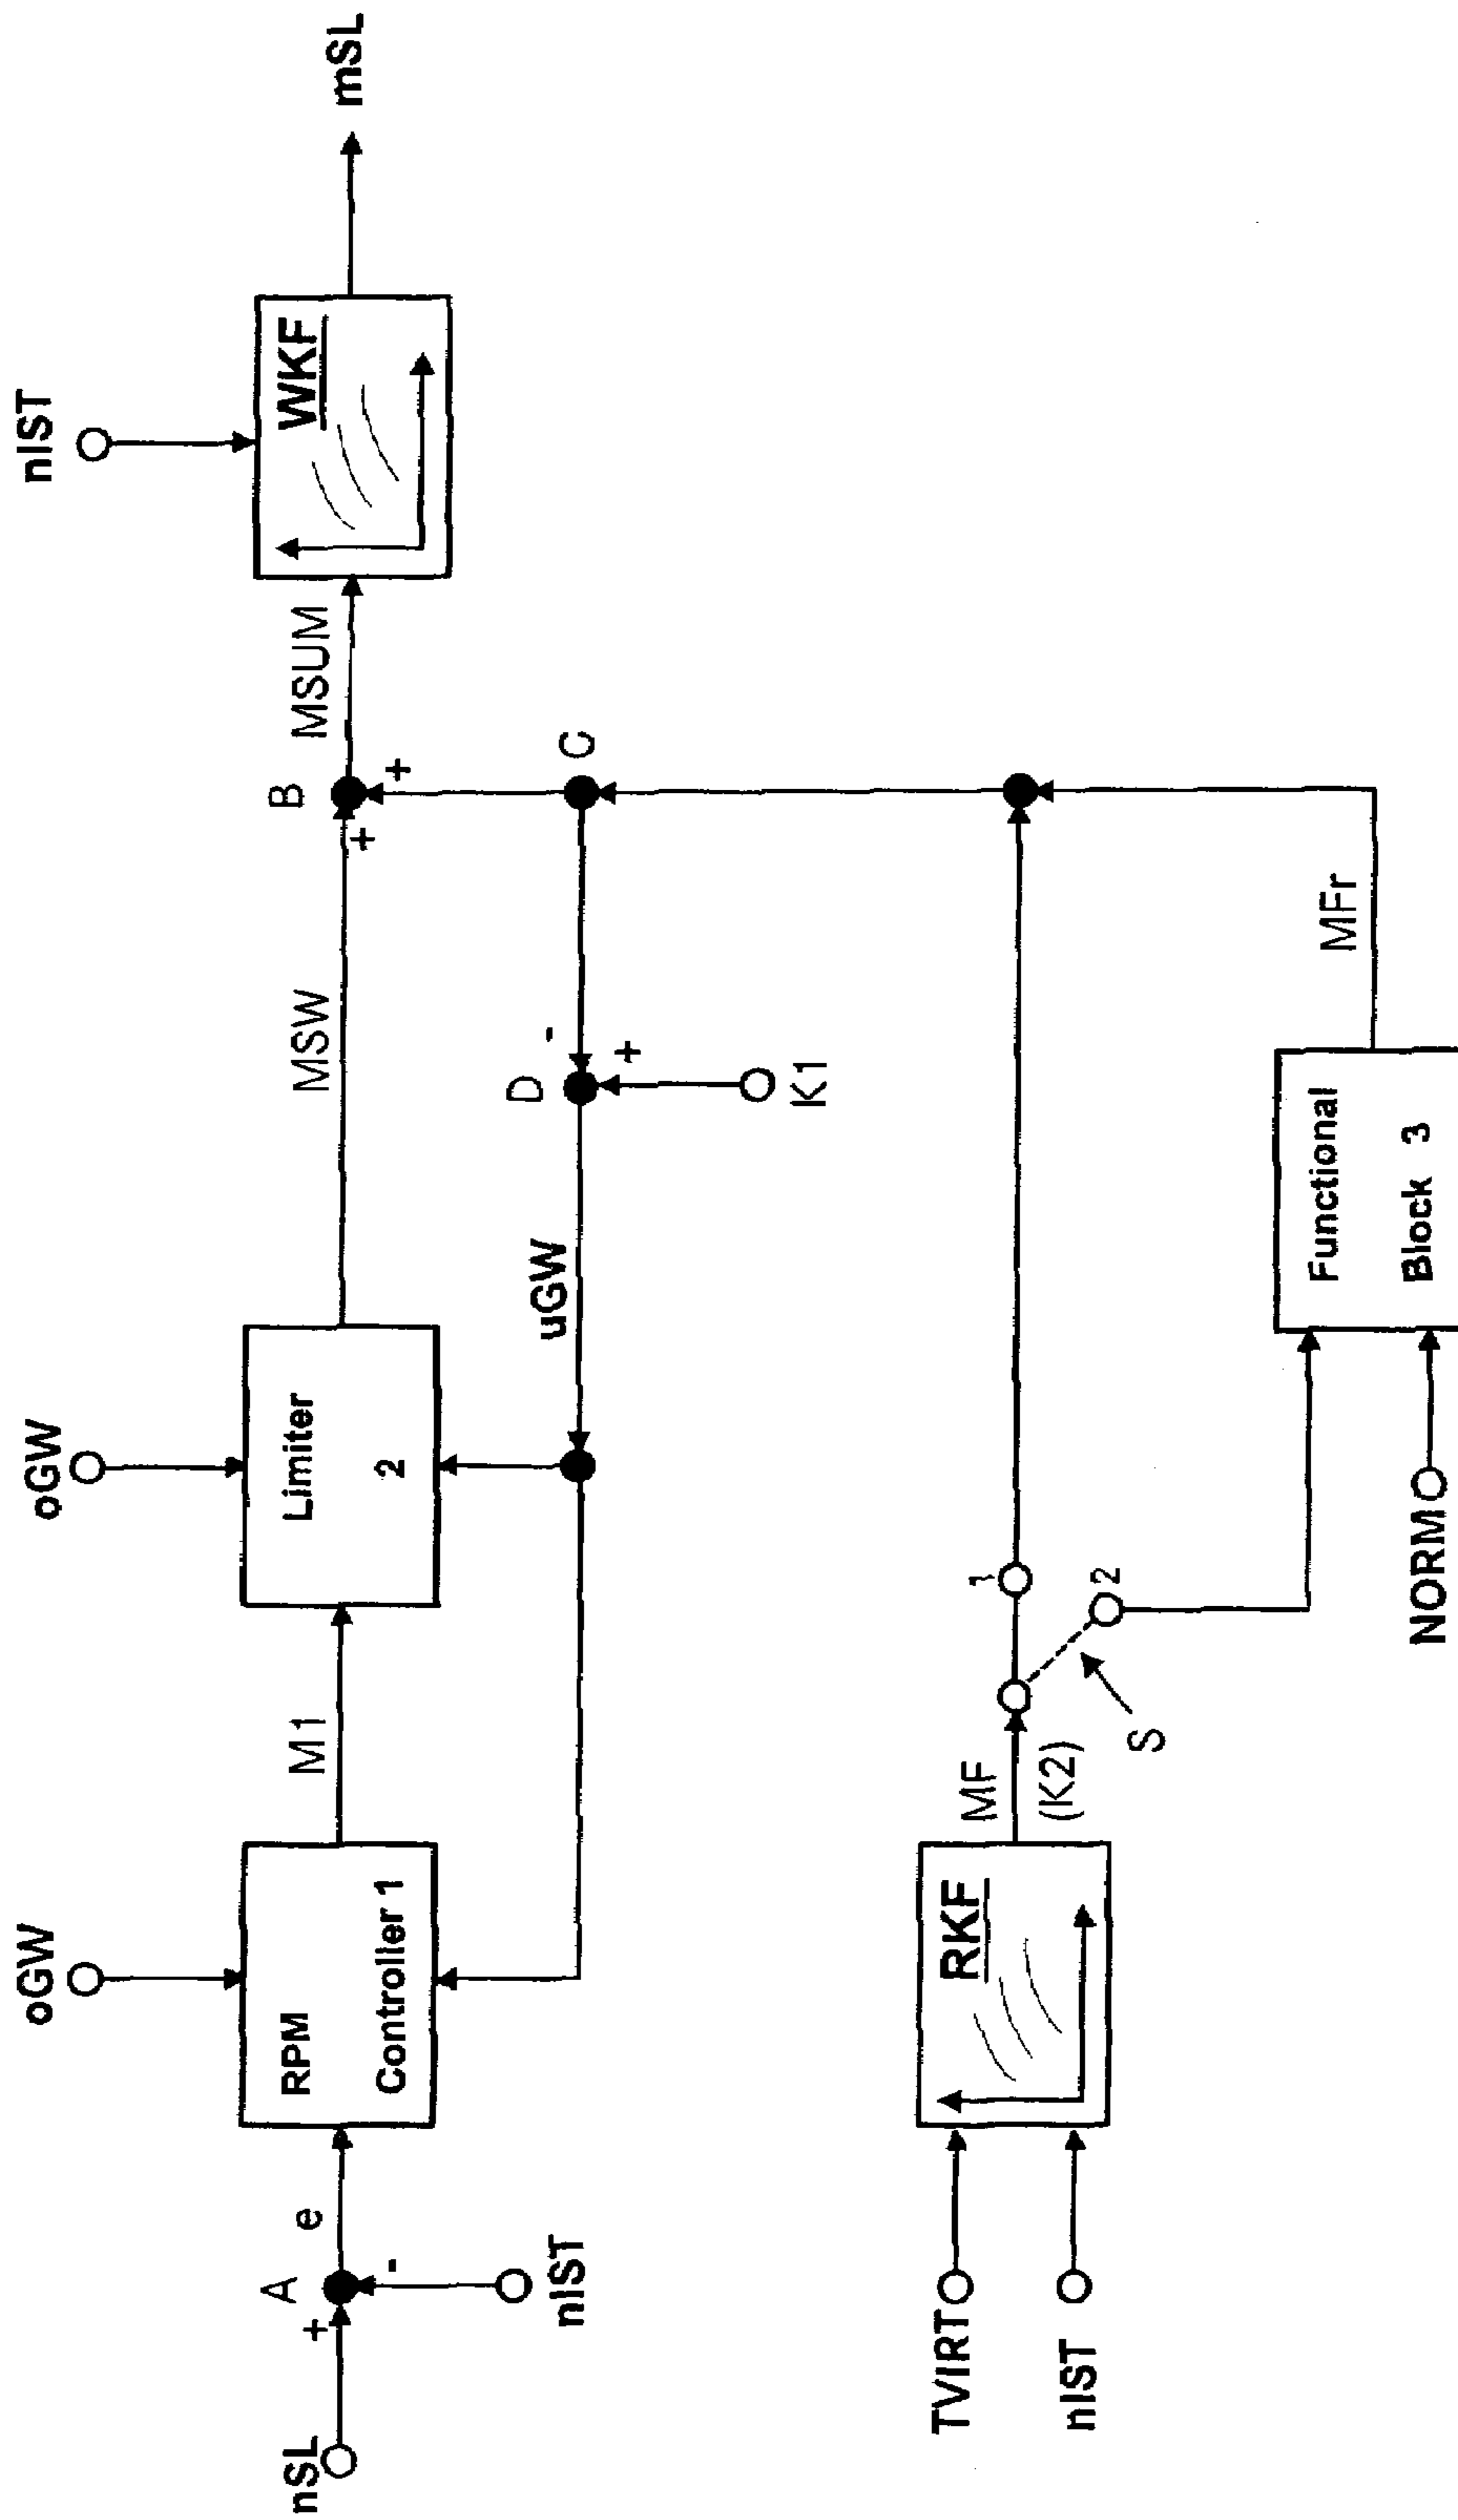 oGW
oGW
nIST
nSL
+
A
e
RPM
Controller 1
M1
Limiter
2
MSW
B
+
+
MSUM
WKF
mSL
-
nIST
uGW
D
-
+
K1
C
TVIRT
nIST
RKF
MF
(K2)
1
2
S
NORM
Functional
Block 3
MFr